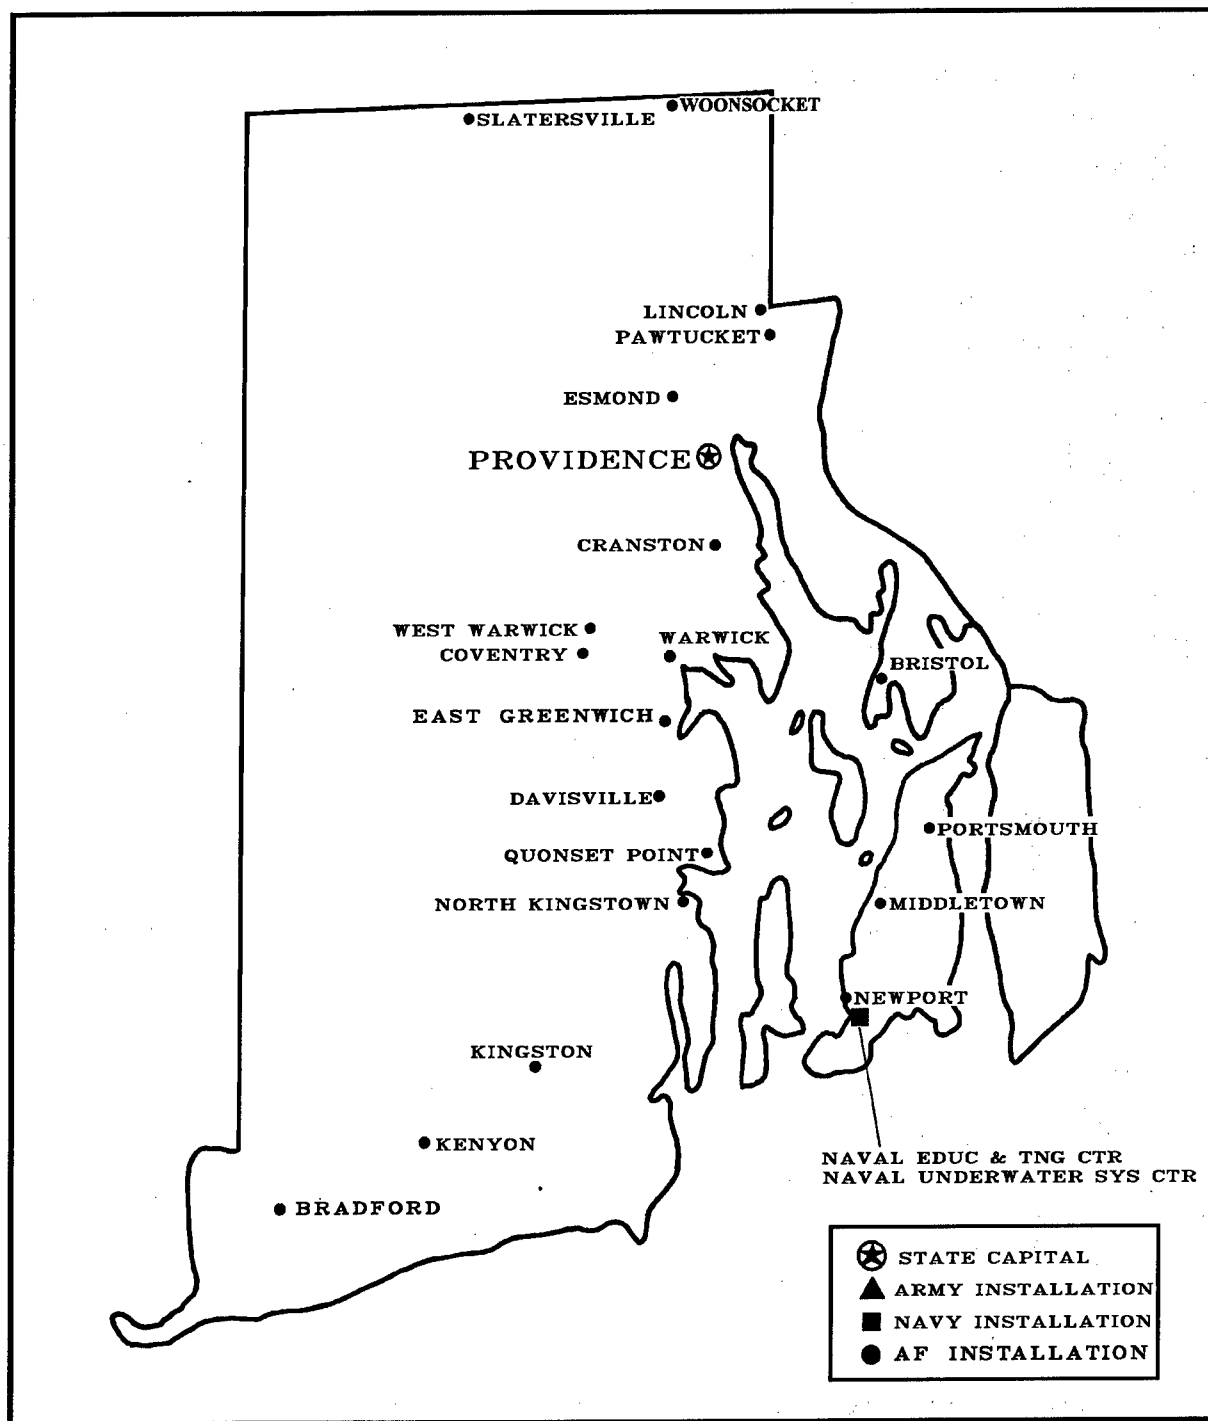 WOONSOCKET
SLATERSVILLE
LINCOLN
PAWTUCKET
ESMOND
PROVIDENCE
CRANSTON
WEST WARWICK
WARWICK
COVENTRY
BRISTOL
EAST GREENWICH
DAVISVILLE
PORTSMOUTH
QUONSET POINT
NORTH KINGSTOWN
MIDDLETOWN
NEWPORT
KINGSTON
KENYON
NAVAL EDUC & TNG CTR
NAVAL UNDERWATER SYS CTR
BRADFORD
STATE CAPITAL
ARMY INSTALLATION
NAVY INSTALLATION
AF INSTALLATION